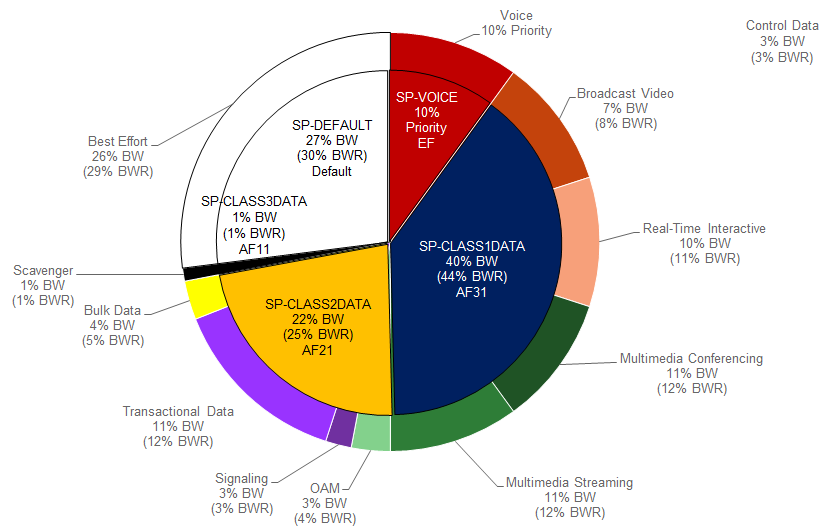 Voice
10% Priority
Control Data
3% BW
(3% BWR)
Broadcast Video
7% BW
(8% BWR)
Real-Time Interactive
10% BW
(11% BWR)
Multimedia Conferencing
11% BW
(12% BWR)
Multimedia Streaming
11% BW
(12% BWR)
OAM
3% BW
(4% BWR)
Signaling
3% BW
(3% BWR)
Transactional Data
11% BW
(12% BWR)
Bulk Data
4% BW
(5% BWR)
Scavenger
1% BW
(1% BWR)
Best Effort
26% BW
(29% BWR)
SP-VOICE
10%
Priority
EF
SP-CLASS1DATA
40% BW
(44% BWR)
AF31
SP-CLASS2DATA
22% BW
(25% BWR)
AF21
SP-CLASS3DATA
1% BW
(1% BWR)
AF11
SP-DEFAULT
27% BW
(30% BWR)
Default